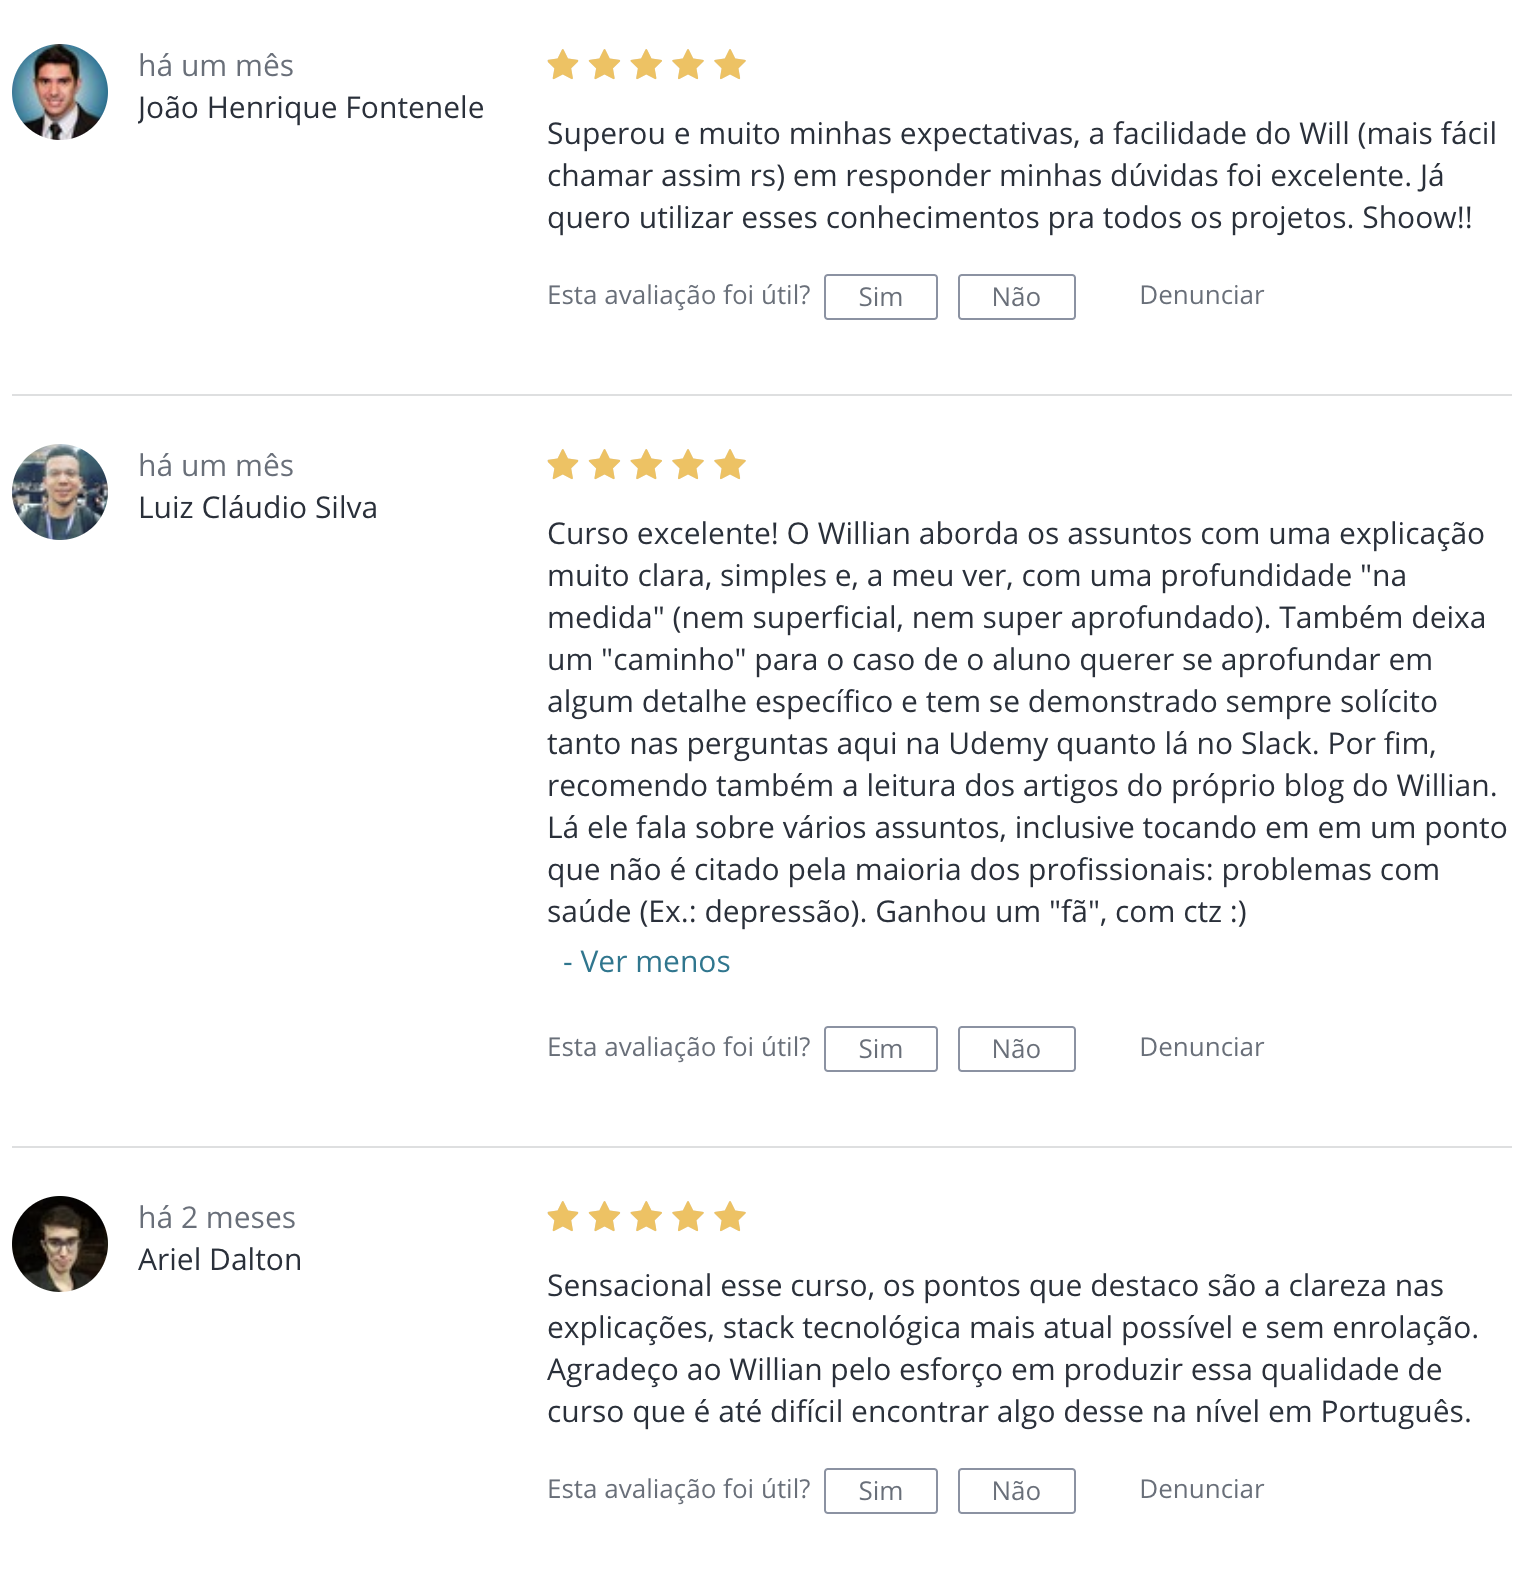 há um mês
João Henrique Fontenele
Superou e muito minhas expectativas, a facilidade do Will (mais fácil
chamar assim rs) em responder minhas dúvidas foi excelente. Já
quero utilizar esses conhecimentos pra todos os projetos. Shoow!!
Esta avaliação foi útil? Sim Não Denunciar
há um mês
Luiz Cláudio Silva
Curso excelente! O Willian aborda os assuntos com uma explicação
muito clara, simples e, a meu ver, com uma profundidade "na
medida" (nem superficial, nem super aprofundado). Também deixa
um "caminho" para o caso de o aluno querer se aprofundar em
algum detalhe específico e tem se demonstrado sempre solícito
tanto nas perguntas aqui na Udemy quanto lá no Slack. Por fim,
recomendo também a leitura dos artigos do próprio blog do Willian.
Lá ele fala sobre vários assuntos, inclusive tocando em em um ponto
que não é citado pela maioria dos profissionais: problemas com
saúde (Ex.: depressão). Ganhou um "fã", com ctz :)
- Ver menos
Esta avaliação foi útil? Sim Não Denunciar
há 2 meses
Ariel Dalton
Sensacional esse curso, os pontos que destaco são a clareza nas
explicações, stack tecnológica mais atual possível e sem enrolação.
Agradeço ao Willian pelo esforço em produzir essa qualidade de
curso que é até difícil encontrar algo desse na nível em Português.
Esta avaliação foi útil? Sim Não Denunciar